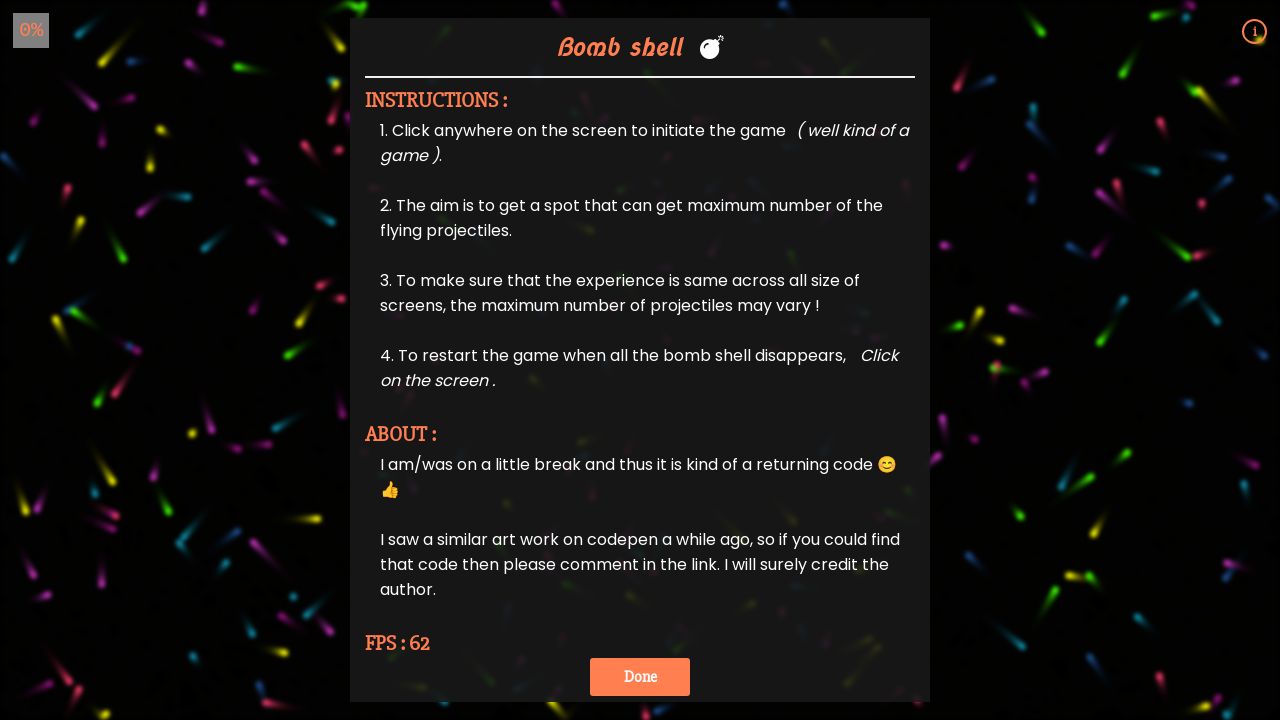 0%
i
Bomb shell
INSTRUCTIONS :
1. Click anywhere on the screen to initiate the game ( well kind of a
game ).
2. The aim is to get a spot that can get maximum number of the
flying projectiles.
3. To make sure that the experience is same across all size of
screens, the maximum number of projectiles may vary !
4. To restart the game when all the bomb shell disappears, Click
on the screen .
ABOUT :
I am/was on a little break and thus it is kind of a returning code 😊
👍
I saw a similar art work on codepen a while ago, so if you could find
that code then please comment in the link. I will surely credit the
author.
FPS : 62
Done